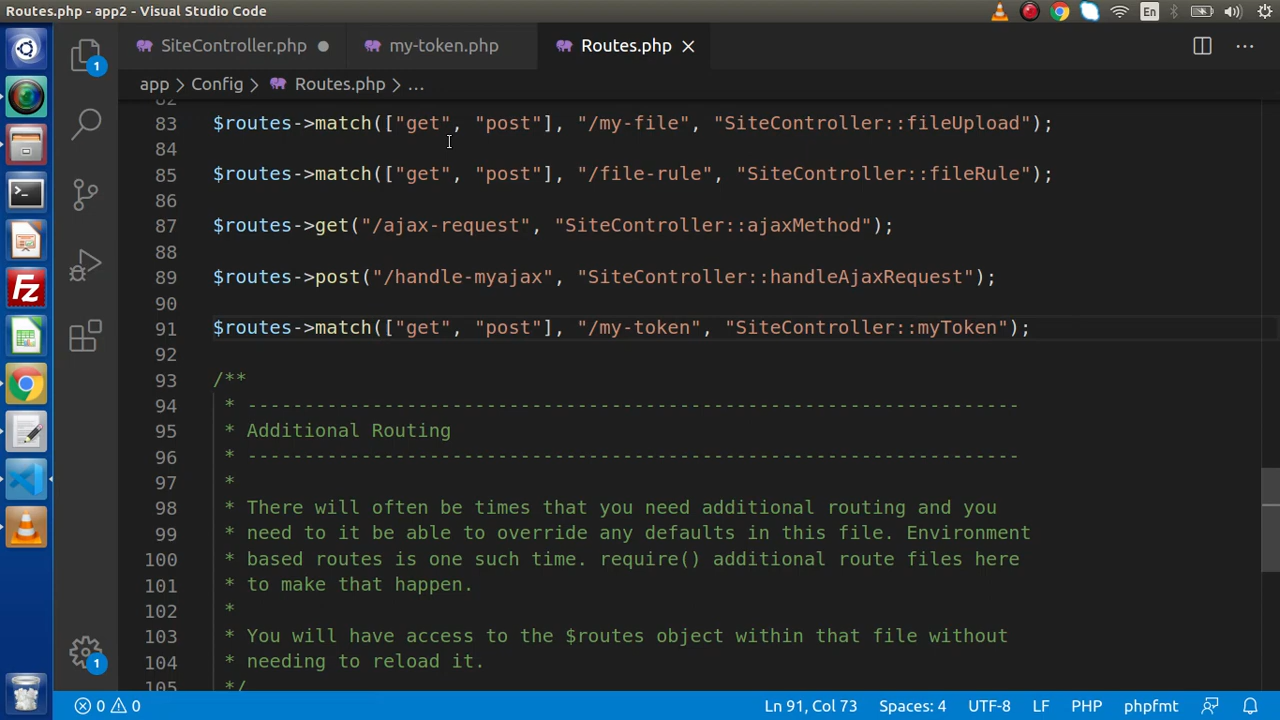 Routes.php - app2 - Visual Studio Code
En
SiteController.php
my-token.php
Routes.php
app > Config > Routes.php > ...
1
82
83 $routes->match(["get", "post"], "/my-file", "SiteController::fileUpload");
84
85 $routes->match(["get", "post"], "/file-rule", "SiteController::fileRule");
86
87 $routes->get("/ajax-request", "SiteController::ajaxMethod");
88
89 $routes->post("/handle-myajax", "SiteController::handleAjaxRequest");
90
91 $routes->match(["get", "post"], "/my-token", "SiteController::myToken");
92
93 /**
94 * --------------------------------------------------------------------
95 * Additional Routing
96 * --------------------------------------------------------------------
97 *
98 * There will often be times that you need additional routing and you
99 * need to it be able to override any defaults in this file. Environment
100 * based routes is one such time. require() additional route files here
101 * to make that happen.
102 *
103 * You will have access to the $routes object within that file without
104 * needing to reload it.
105 */
1
0 0 Ln 91, Col 73 Spaces: 4 UTF-8 LF PHP phpfmt